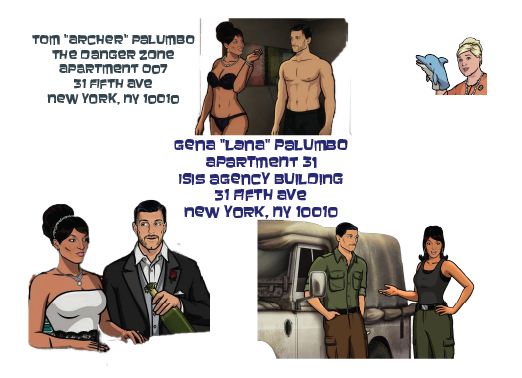 Tom "Archer" Palumbo
The Danger Zone
Apartment 007
31 Fifth Ave
New York, NY 10010
Gena "Lana" Palumbo
Apartment 31
ISIS Agency Building
31 Fifth Ave
New York, NY 10010